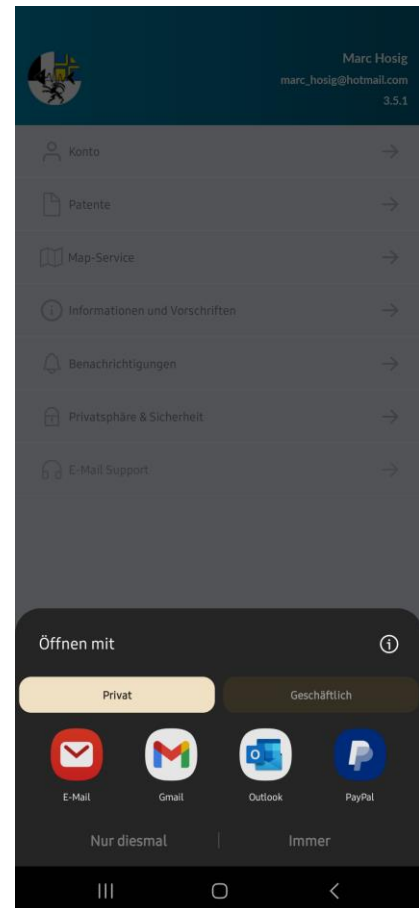 Marc Hosig
marc_hosig@hotmail.com
3.5.1
Konto
Patente
Map-Service
Informationen und Vorschriften
Benachrichtigungen
Privatsphäre & Sicherheit
E-Mail Support
Öffnen mit
Privat
Geschäftlich
E-Mail
Gmail
Outlook
PayPal
Nur diesmal
Immer